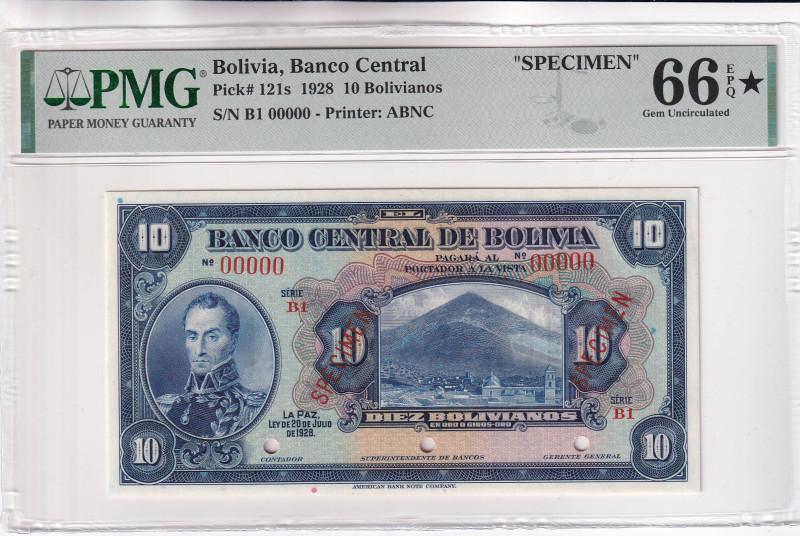 PMG®
PAPER MONEY GUARANTY
Bolivia, Banco Central
Pick# 121s 1928 10 Bolivianos
S/N B1 00000 - Printer: ABNC
"SPECIMEN"
66 EPQ ★
Gem Uncirculated
EL
10 BANCO CENTRAL DE BOLIVIA 10
Nº 00000
PAGARÁ AL
PORTADOR A LA VISTA
Nº 00000
SERIE
B1
10
SPECIMEN
10
SPECIMEN
SERIE
B1
LA PAZ,
LEY DE 20 DE JULIO
DE 1928.
DIEZ BOLIVIANOS
EN ORO O GIROS-ORO
10
CONTADOR
SUPERINTENDENTE DE BANCOS
GERENTE GENERAL
10
AMERICAN BANK NOTE COMPANY.